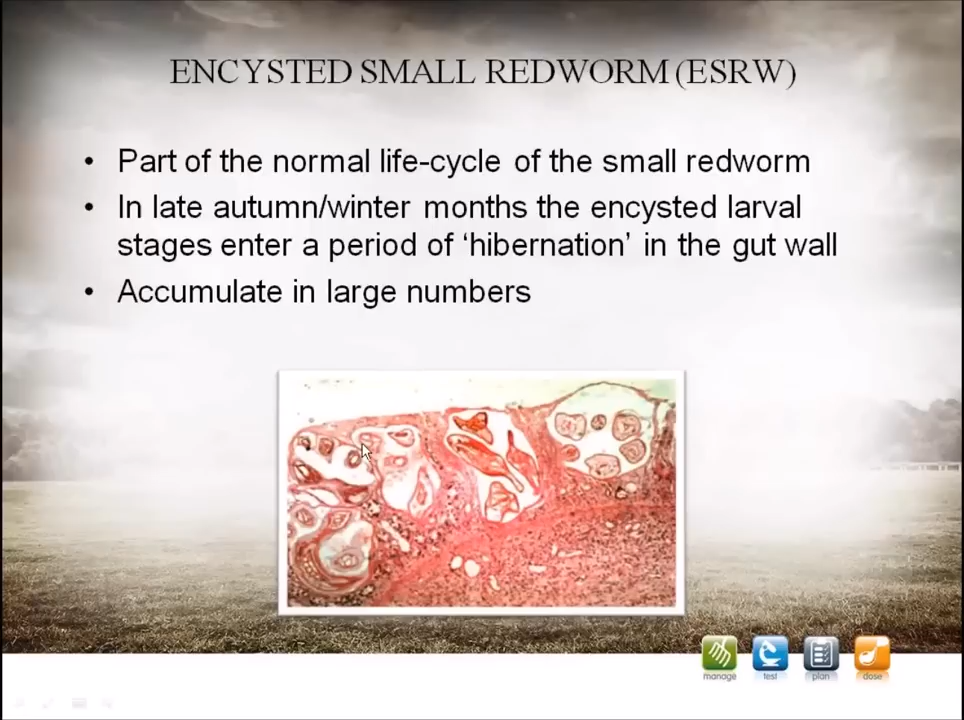 ENCYSTED SMALL REDWORM (ESRW)
• Part of the normal life-cycle of the small redworm
• In late autumn/winter months the encysted larval
stages enter a period of ‘hibernation’ in the gut wall
• Accumulate in large numbers
manage test plan dose